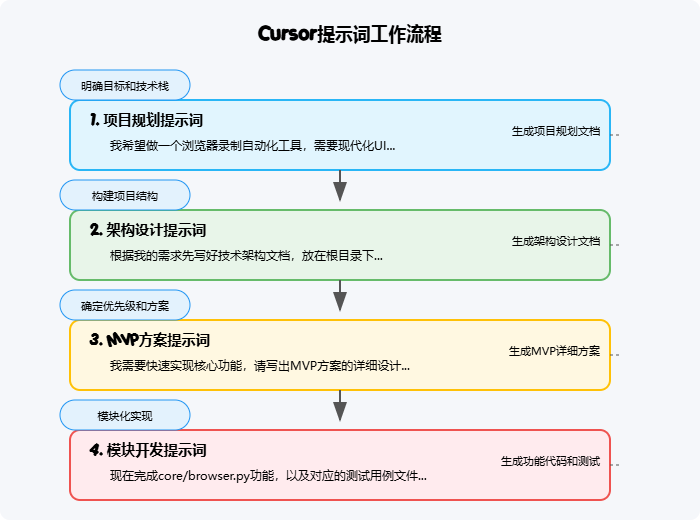 Cursor提示词工作流程
明确目标和技术栈
1. 项目规划提示词
我希望做一个浏览器录制自动化工具，需要现代化UI...
生成项目规划文档
构建项目结构
2. 架构设计提示词
根据我的需求先写好技术架构文档，放在根目录下...
生成架构设计文档
确定优先级和方案
3. MVP方案提示词
我需要快速实现核心功能，请写出MVP方案的详细设计...
生成MVP详细方案
模块化实现
4. 模块开发提示词
现在完成core/browser.py功能，以及对应的测试用例文件...
生成功能代码和测试